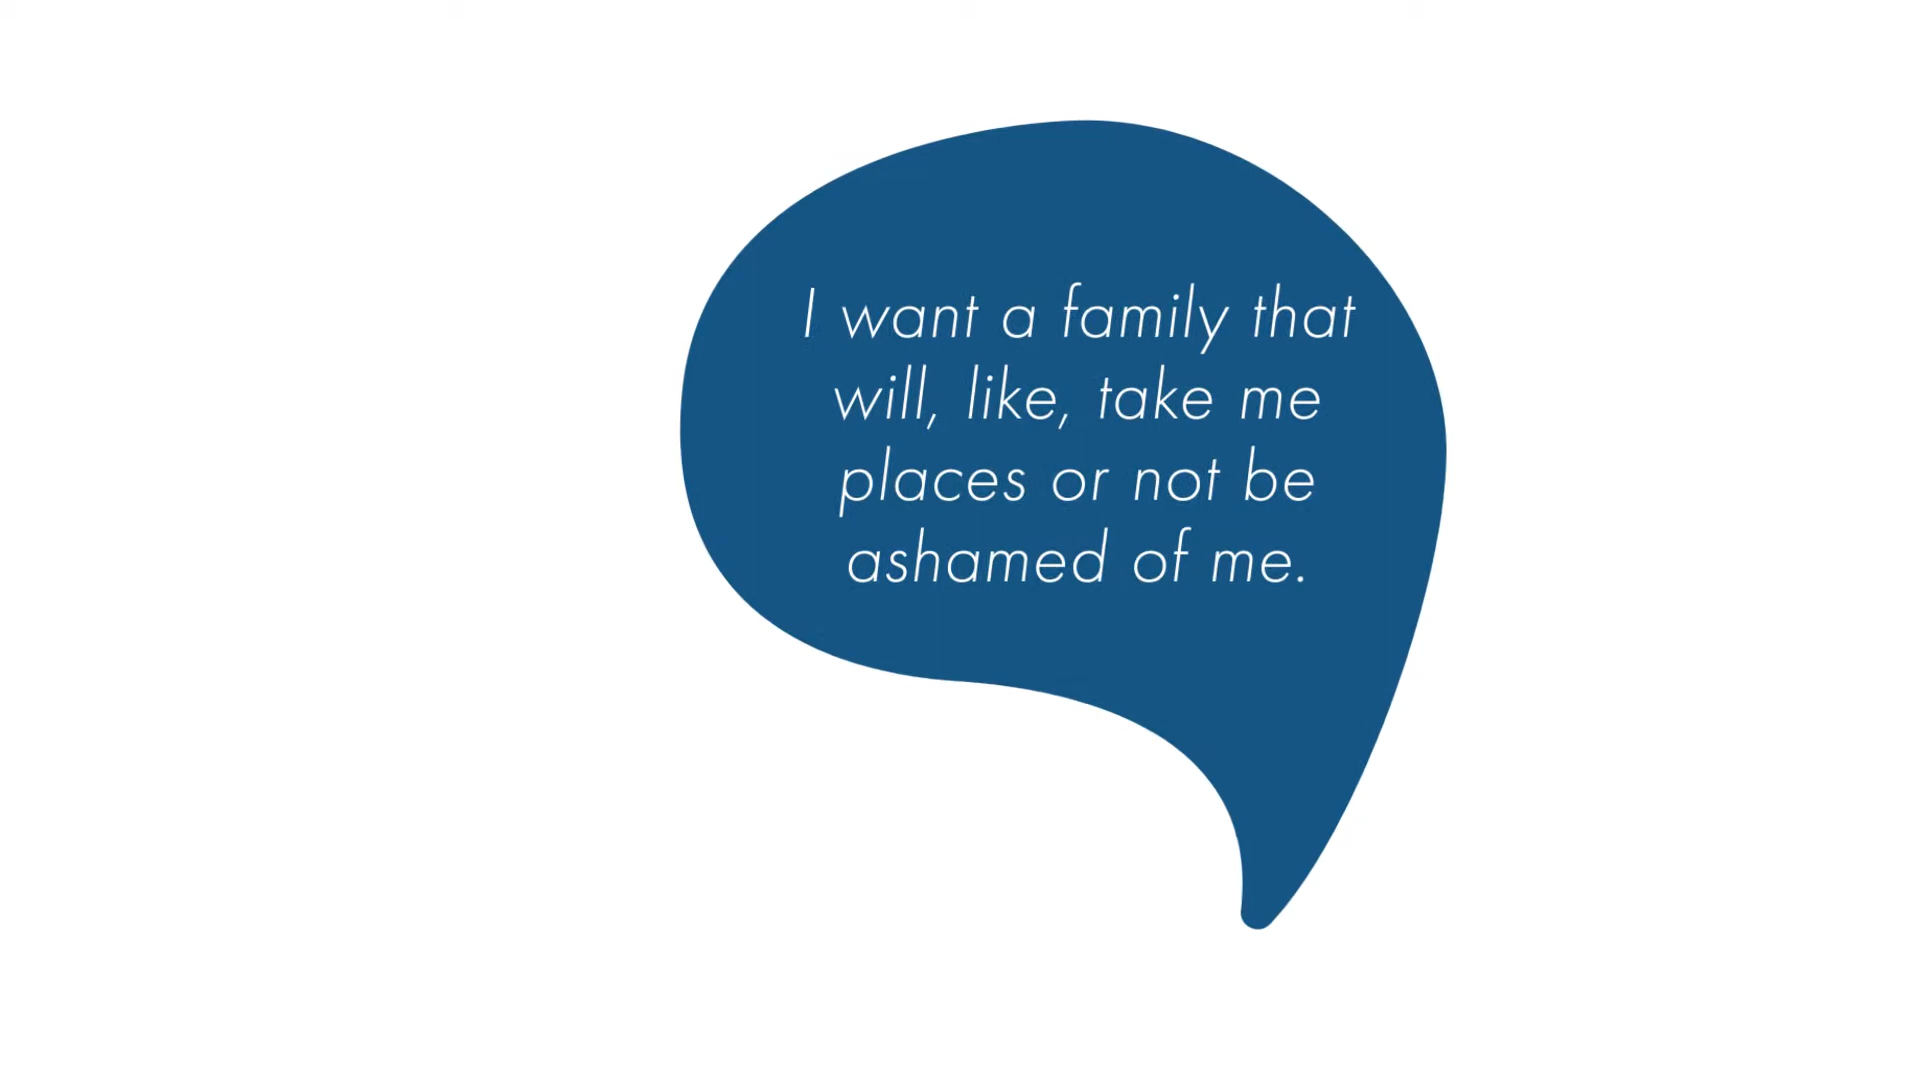 I want a family that
will, like, take me
places or not be
ashamed of me.